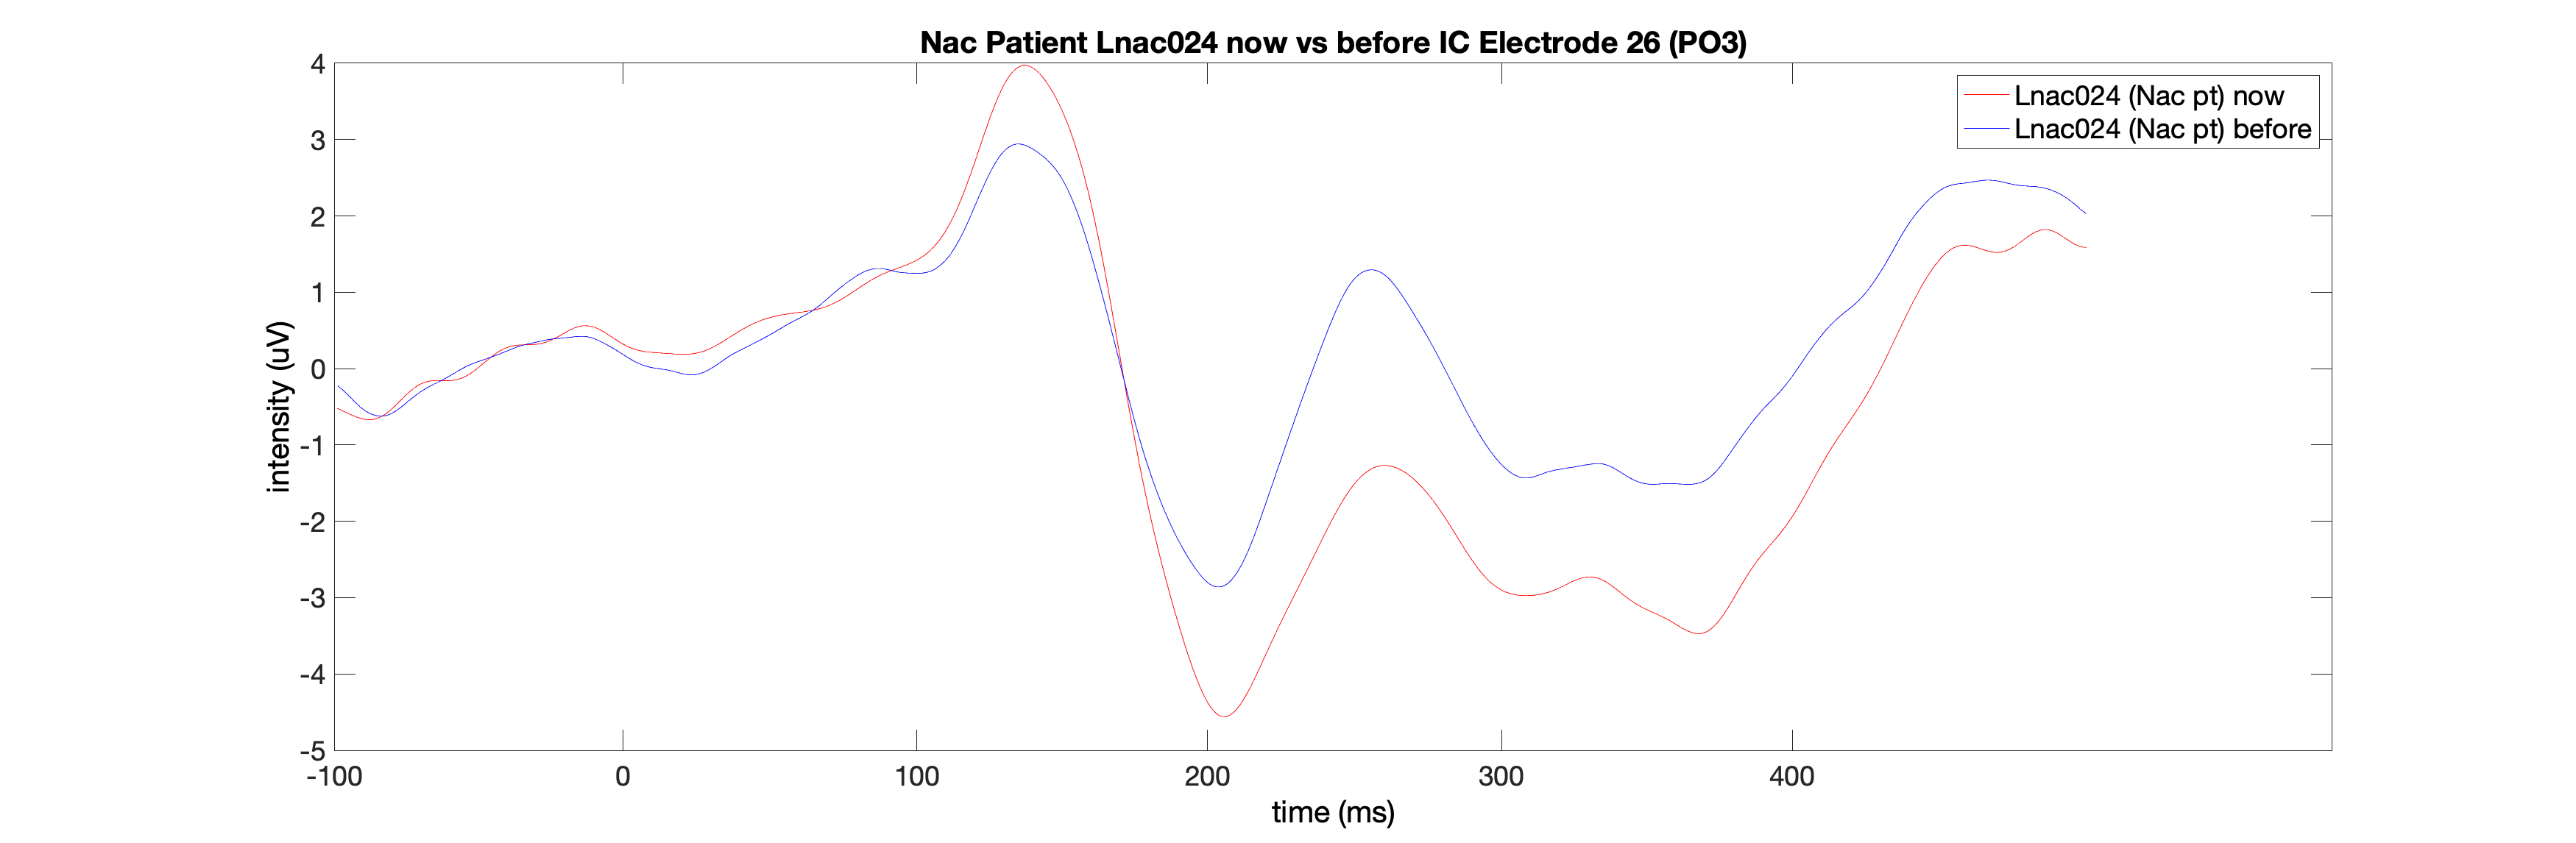 Nac Patient Lnac024 now vs before IC Electrode 26 (PO3)
Lnac024 (Nac pt) now
Lnac024 (Nac pt) before
intensity (uV)
4
3
2
1
0
-1
-2
-3
-4
-5
-100 0 100 200 300 400
time (ms)